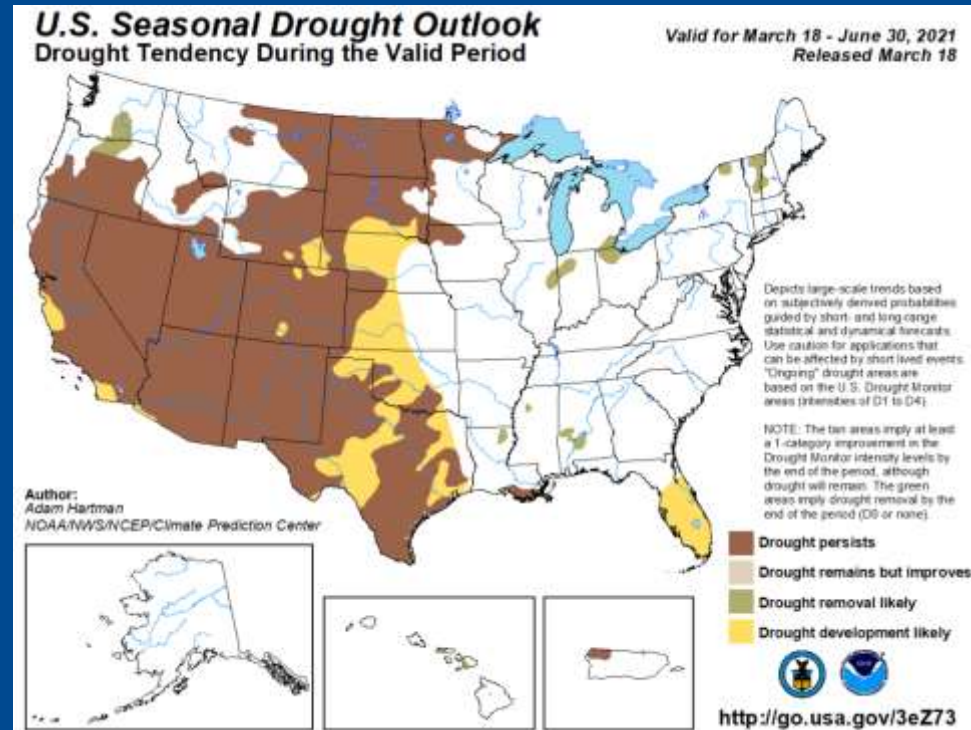 U.S. Seasonal Drought Outlook
Drought Tendency During the Valid Period
Valid for March 18 - June 30, 2021
Released March 18
Depicts large-scale trends based
on subjectively derived probabilities
guided by short- and long-range
statistical and dynamical forecasts.
Use caution for applications that
can be affected by short lived events.
"Ongoing" drought areas are
based on the U.S. Drought Monitor
areas (intensities of D1 to D4).
NOTE: The tan areas imply at least
a 1-category improvement in the
Drought Monitor intensity levels by
the end of the period, although
drought will remain. The green
areas imply drought removal by the
end of the period (D0 or none).
Author:
Adam Hartman
NOAA/NWS/NCEP/Climate Prediction Center
Drought persists
Drought remains but improves
Drought removal likely
Drought development likely
http://go.usa.gov/3eZ73